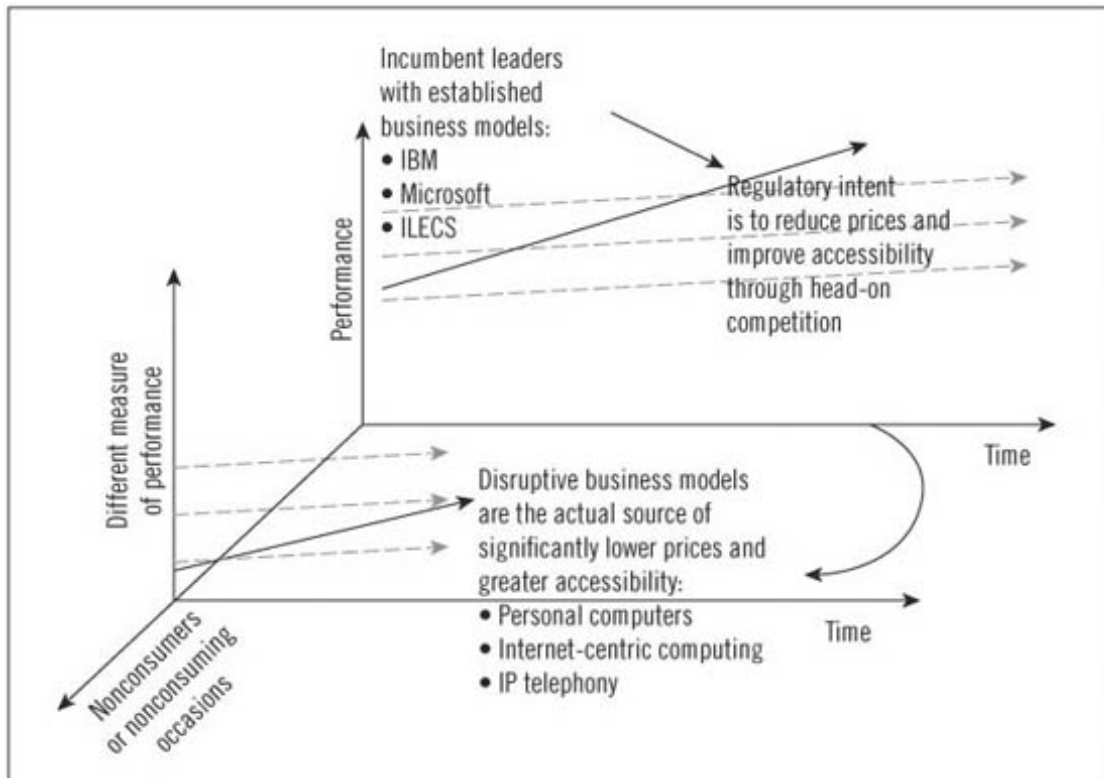 Incumbent leaders
with established
business models:
• IBM
• Microsoft
• ILECS
Performance
Regulatory intent
is to reduce prices and
improve accessibility
through head-on
competition
Time
Different measure
of performance
Disruptive business models
are the actual source of
significantly lower prices and
greater accessibility:
• Personal computers
• Internet-centric computing
• IP telephony
Time
Nonconsumers
or nonconsuming
occasions